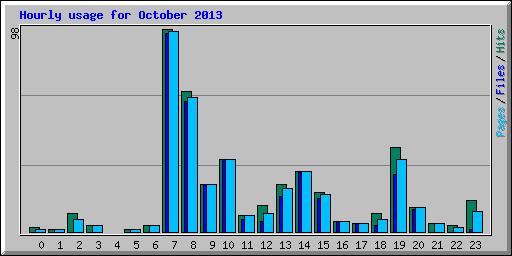 Hourly usage for October 2013
98
Pages/Files/Hits
0 1 2 3 4 5 6 7 8 9 10 11 12 13 14 15 16 17 18 19 20 21 22 23